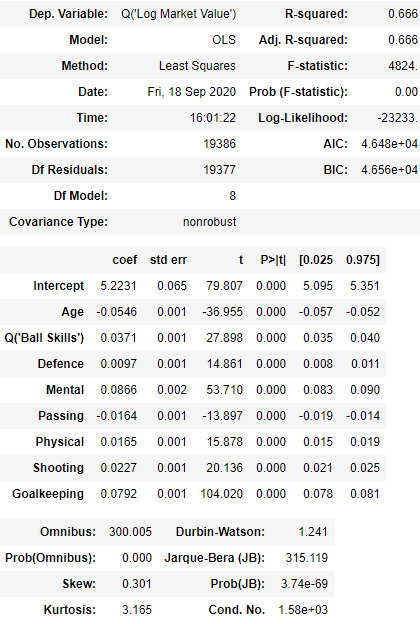 Dep. Variable: Q('Log Market Value') R-squared: 0.666
Model: OLS Adj. R-squared: 0.666
Method: Least Squares F-statistic: 4824.
Date: Fri, 18 Sep 2020 Prob (F-statistic): 0.00
Time: 16:01:22 Log-Likelihood: -23233.
No. Observations: 19386 AIC: 4.648e+04
Df Residuals: 19377 BIC: 4.656e+04
Df Model: 8
Covariance Type: nonrobust
coef std err t P>|t| [0.025 0.975]
Intercept 5.2231 0.065 79.807 0.000 5.095 5.351
Age -0.0546 0.001 -36.955 0.000 -0.057 -0.052
Q('Ball Skills') 0.0371 0.001 27.898 0.000 0.035 0.040
Defence 0.0097 0.001 14.861 0.000 0.008 0.011
Mental 0.0866 0.002 53.710 0.000 0.083 0.090
Passing -0.0164 0.001 -13.897 0.000 -0.019 -0.014
Physical 0.0165 0.001 15.878 0.000 0.015 0.019
Shooting 0.0227 0.001 20.136 0.000 0.021 0.025
Goalkeeping 0.0792 0.001 104.020 0.000 0.078 0.081
Omnibus: 300.005 Durbin-Watson: 1.241
Prob(Omnibus): 0.000 Jarque-Bera (JB): 315.119
Skew: 0.301 Prob(JB): 3.74e-69
Kurtosis: 3.165 Cond. No. 1.58e+03